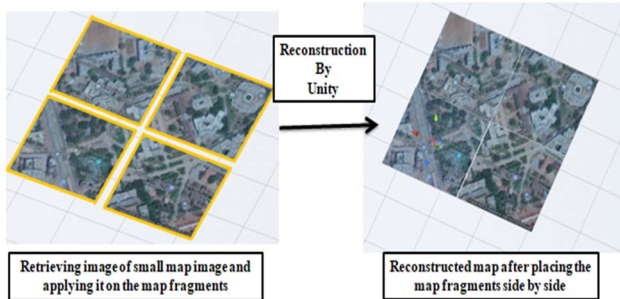 Reconstruction
By
Unity
Retrieving image of small map image and
applying it on the map fragments
Reconstructed map after placing the
map fragments side by side